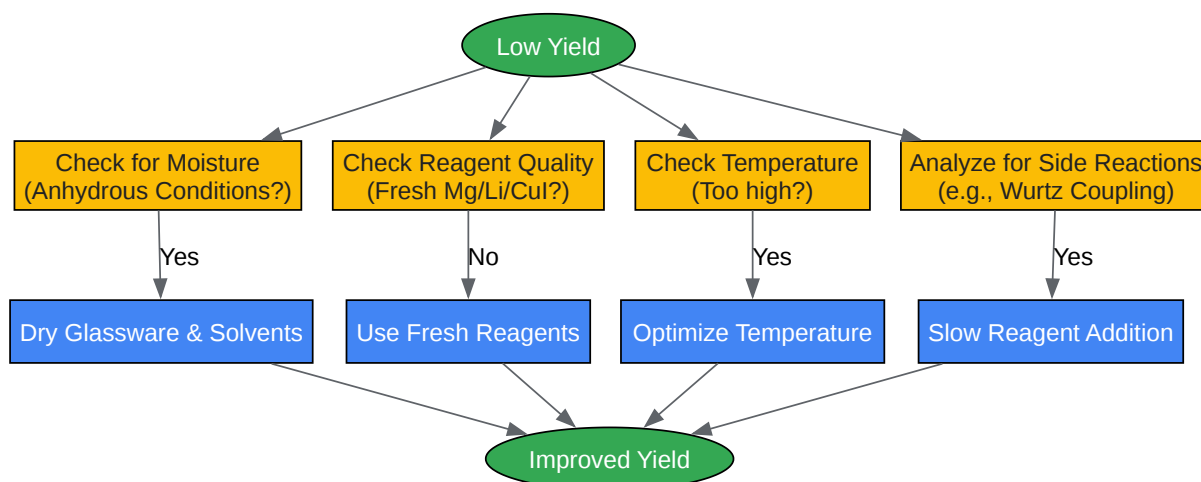 Low Yield
Check for Moisture
(Anhydrous Conditions?)
Check Reagent Quality
(Fresh Mg/Li/CuI?)
Check Temperature
(Too high?)
Analyze for Side Reactions
(e.g., Wurtz Coupling)
Yes
No
Yes
Yes
Dry Glassware & Solvents
Use Fresh Reagents
Optimize Temperature
Slow Reagent Addition
Improved Yield